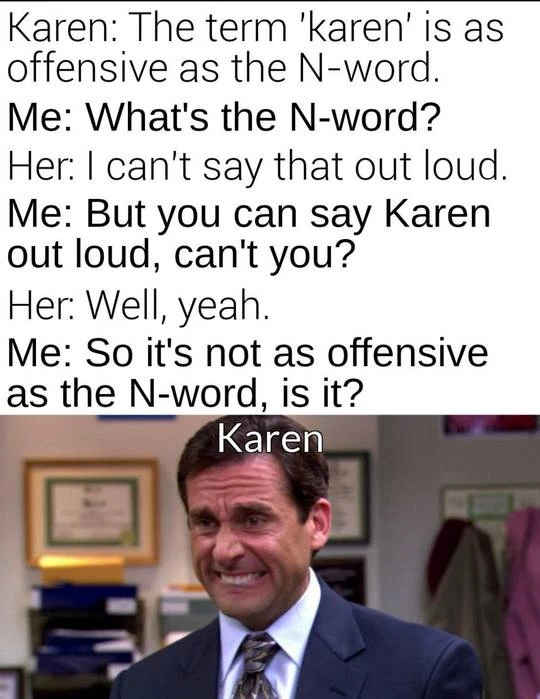 Karen: The term 'karen' is as
offensive as the N-word.
Me: What's the N-word?
Her: I can't say that out loud.
Me: But you can say Karen
out loud, can't you?
Her: Well, yeah.
Me: So it's not as offensive
as the N-word, is it?
Karen